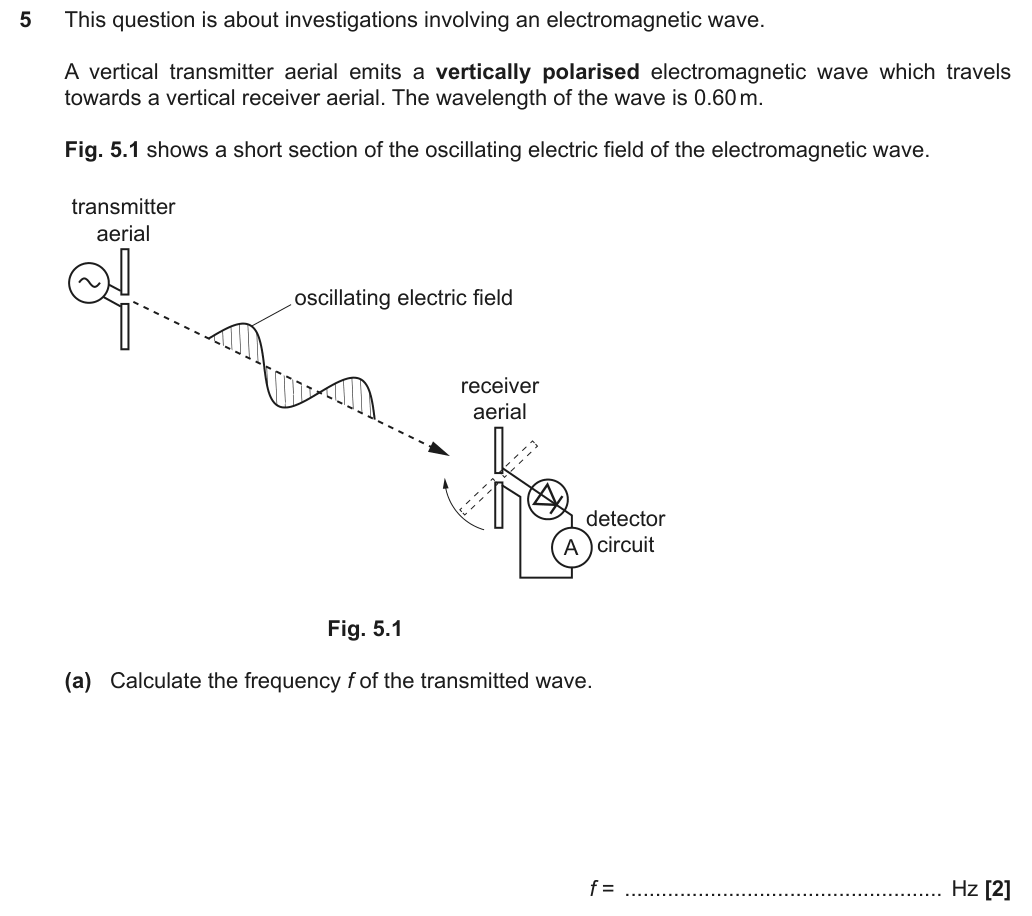 5 This question is about investigations involving an electromagnetic wave.
A vertical transmitter aerial emits a vertically polarised electromagnetic wave which travels
towards a vertical receiver aerial. The wavelength of the wave is 0.60 m.
Fig. 5.1 shows a short section of the oscillating electric field of the electromagnetic wave.
transmitter
aerial
oscillating electric field
receiver
aerial
detector
A circuit
Fig. 5.1
(a) Calculate the frequency f of the transmitted wave.
f = .................................................... Hz [2]